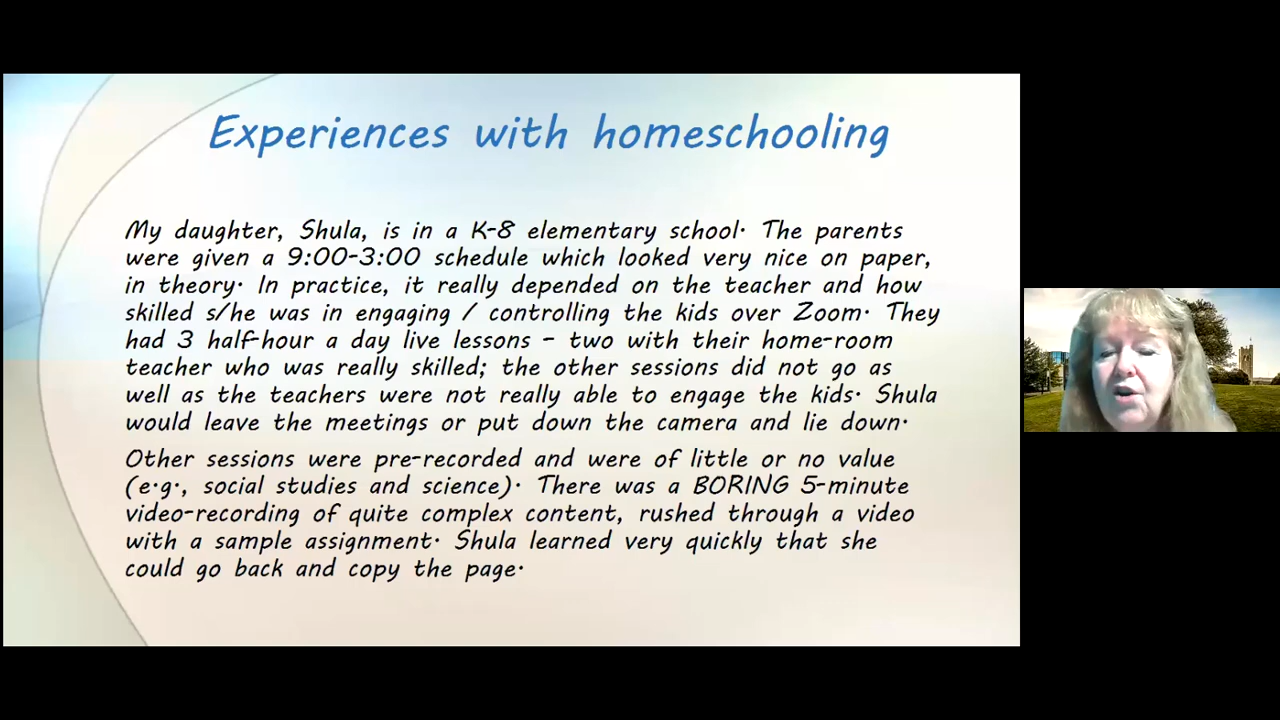 Experiences with homeschooling
My daughter, Shula, is in a K-8 elementary school. The parents
were given a 9:00-3:00 schedule which looked very nice on paper,
in theory. In practice, it really depended on the teacher and how
skilled s/he was in engaging / controlling the kids over Zoom. They
had 3 half-hour a day live lessons – two with their home-room
teacher who was really skilled; the other sessions did not go as
well as the teachers were not really able to engage the kids. Shula
would leave the meetings or put down the camera and lie down.
Other sessions were pre-recorded and were of little or no value
(e.g., social studies and science). There was a BORING 5-minute
video-recording of quite complex content, rushed through a video
with a sample assignment. Shula learned very quickly that she
could go back and copy the page.